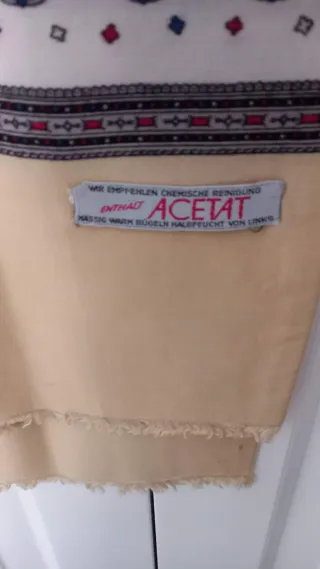 WIR EMPFEHLEN CHEMISCHE REINIGUNG
ENTHÄLT ACETAT
MÄSSIG WARM BÜGELN HALBFEUCHT VON LINKS